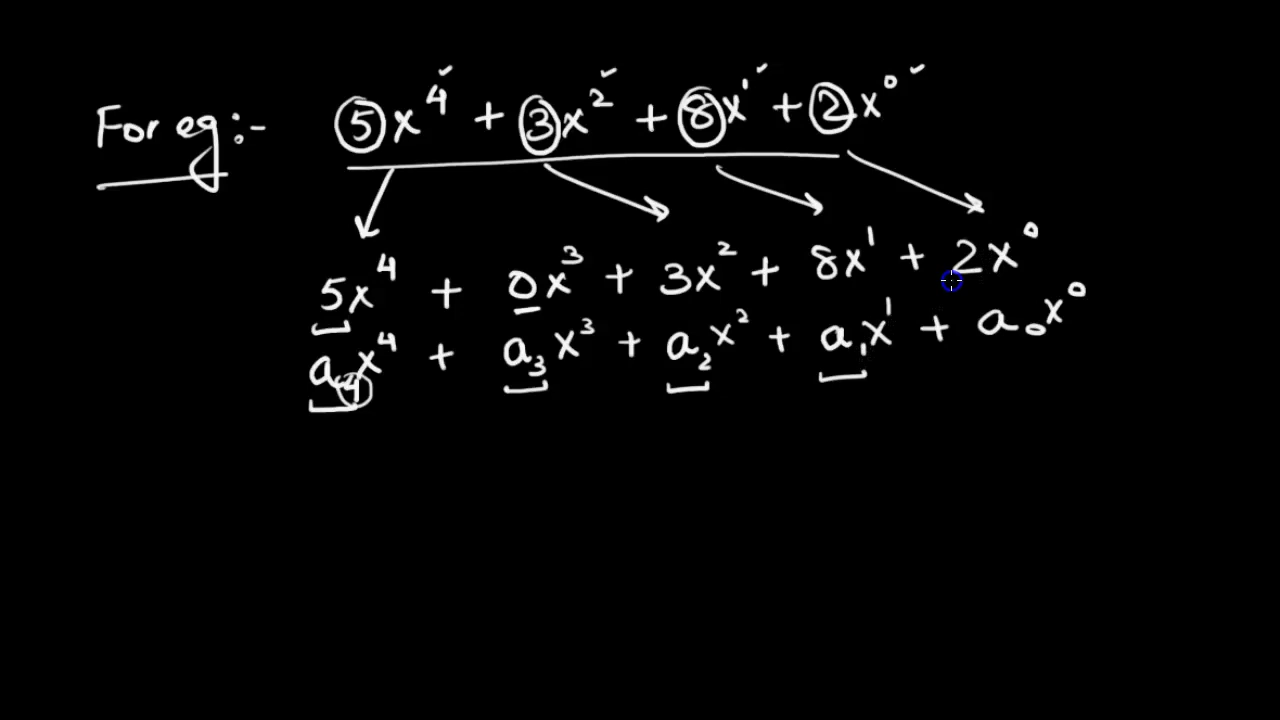 For eg:- 5x⁴ + 3x² + 8x¹ + 2x⁰
5x⁴ + 0x³ + 3x² + 8x¹ + 2x⁰
a₄x⁴ + a₃x³ + a₂x² + a₁x¹ + a₀x⁰